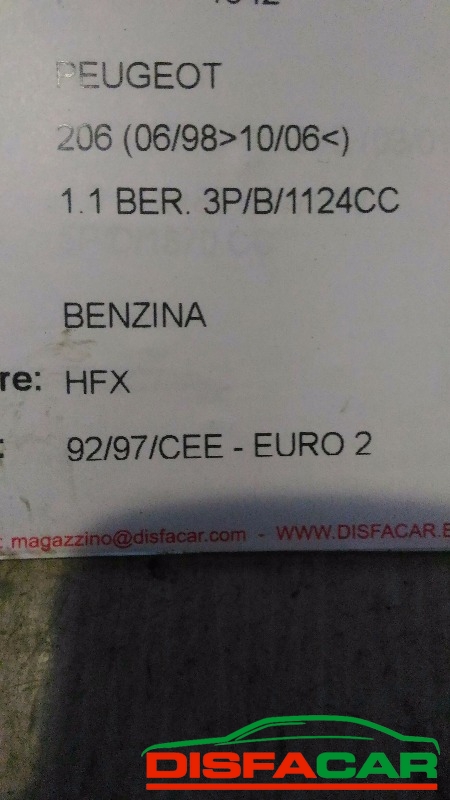 PEUGEOT
206 (06/98>10/06<)
1.1 BER. 3P/B/1124CC
BENZINA
re: HFX
: 92/97/CEE - EURO 2
: magazzino@disfacar.com - WWW.DISFACAR.E
DISFACAR